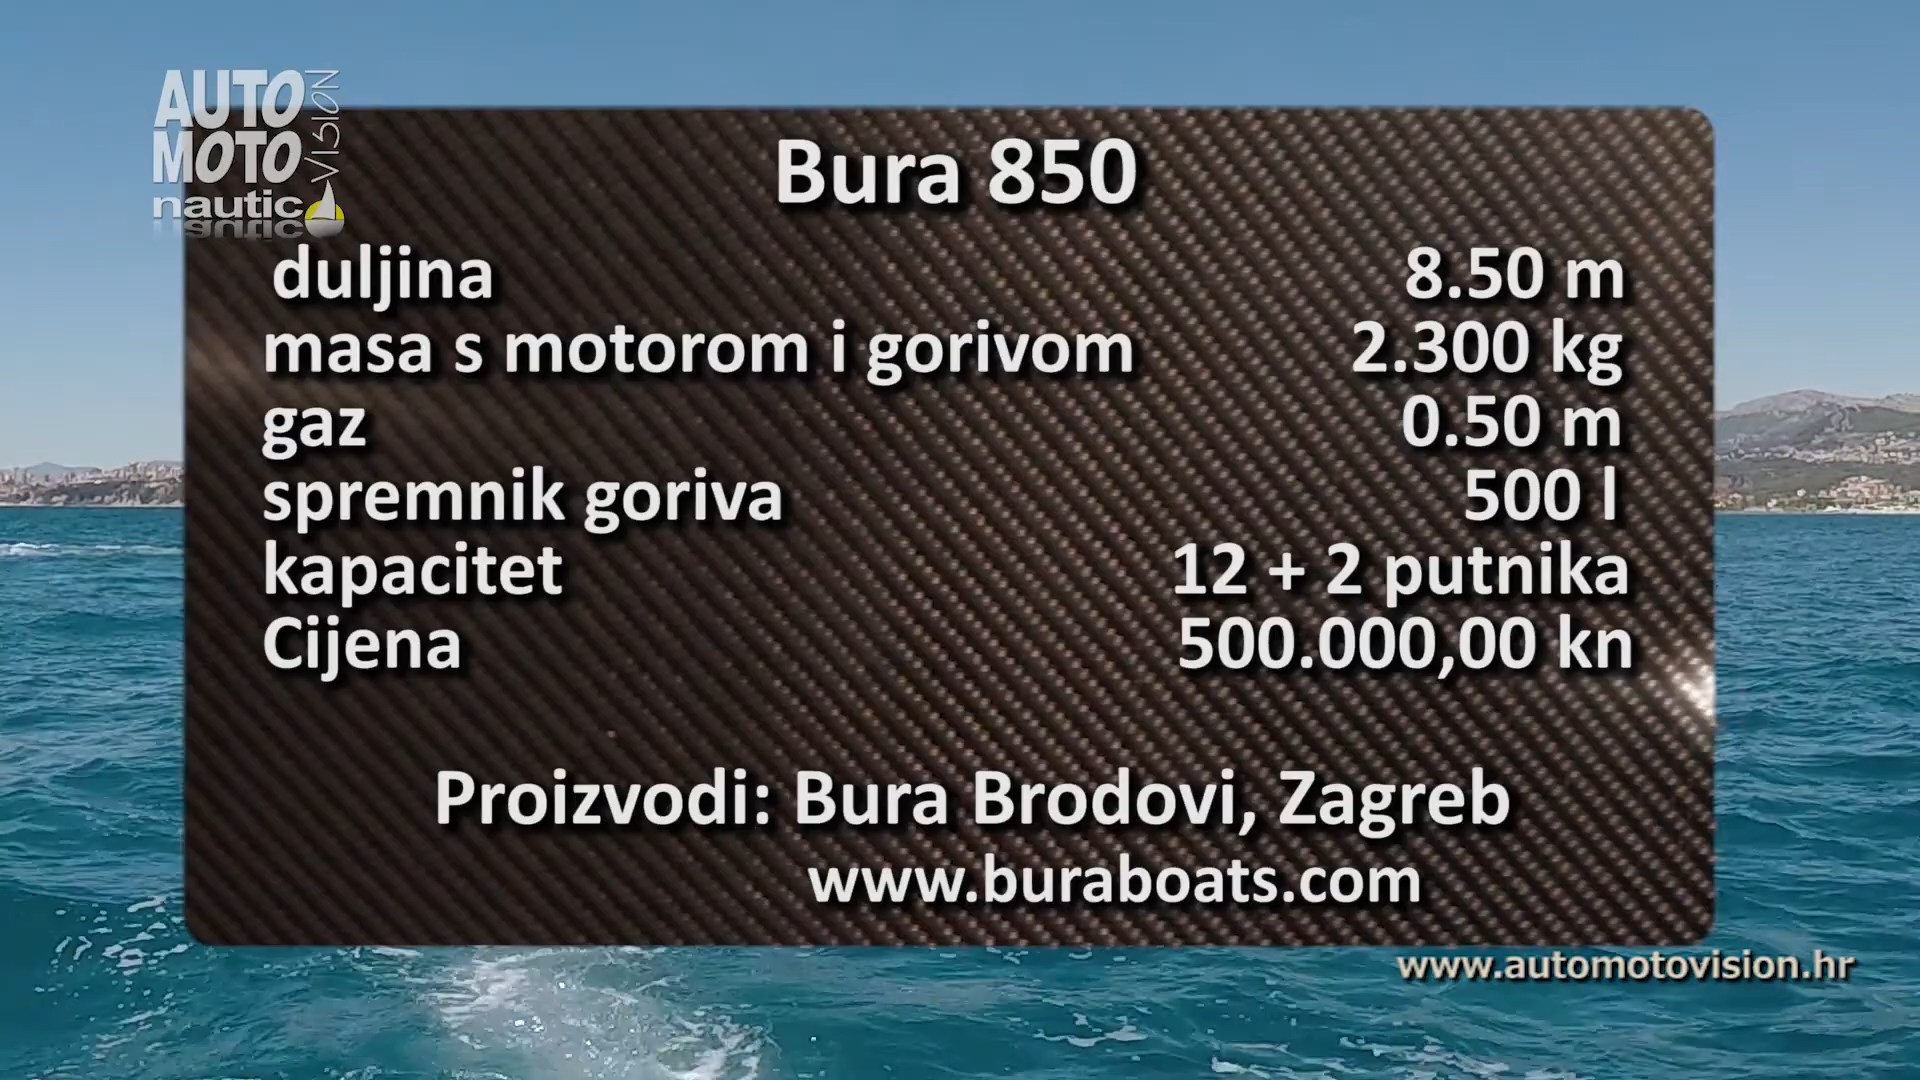 AUTO
MOTO
VISION
nautic
Bura 850
duljina 8.50 m
masa s motorom i gorivom 2.300 kg
gaz 0.50 m
spremnik goriva 500 l
kapacitet 12 + 2 putnika
Cijena 500.000,00 kn
Proizvodi: Bura Brodovi, Zagreb
www.buraboats.com
www.automotovision.hr